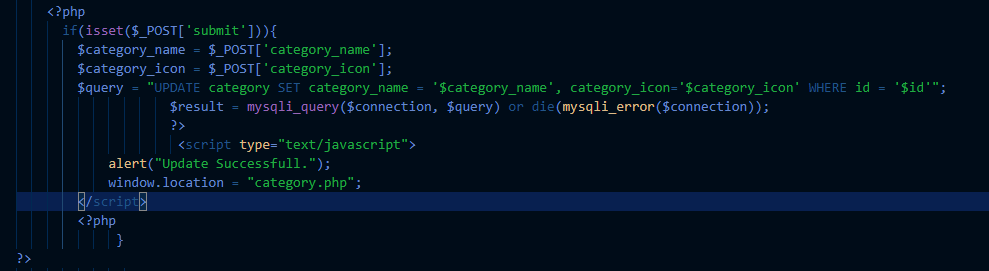 <?php
if(isset($_POST['submit'])){
$category_name = $_POST['category_name'];
$category_icon = $_POST['category_icon'];
$query = "UPDATE category SET category_name = '$category_name', category_icon='$category_icon' WHERE id = '$id'";
$result = mysqli_query($connection, $query) or die(mysqli_error($connection));
?>
<script type="text/javascript">
alert("Update Successfull.");
window.location = "category.php";
</script>
<?php
}
?>